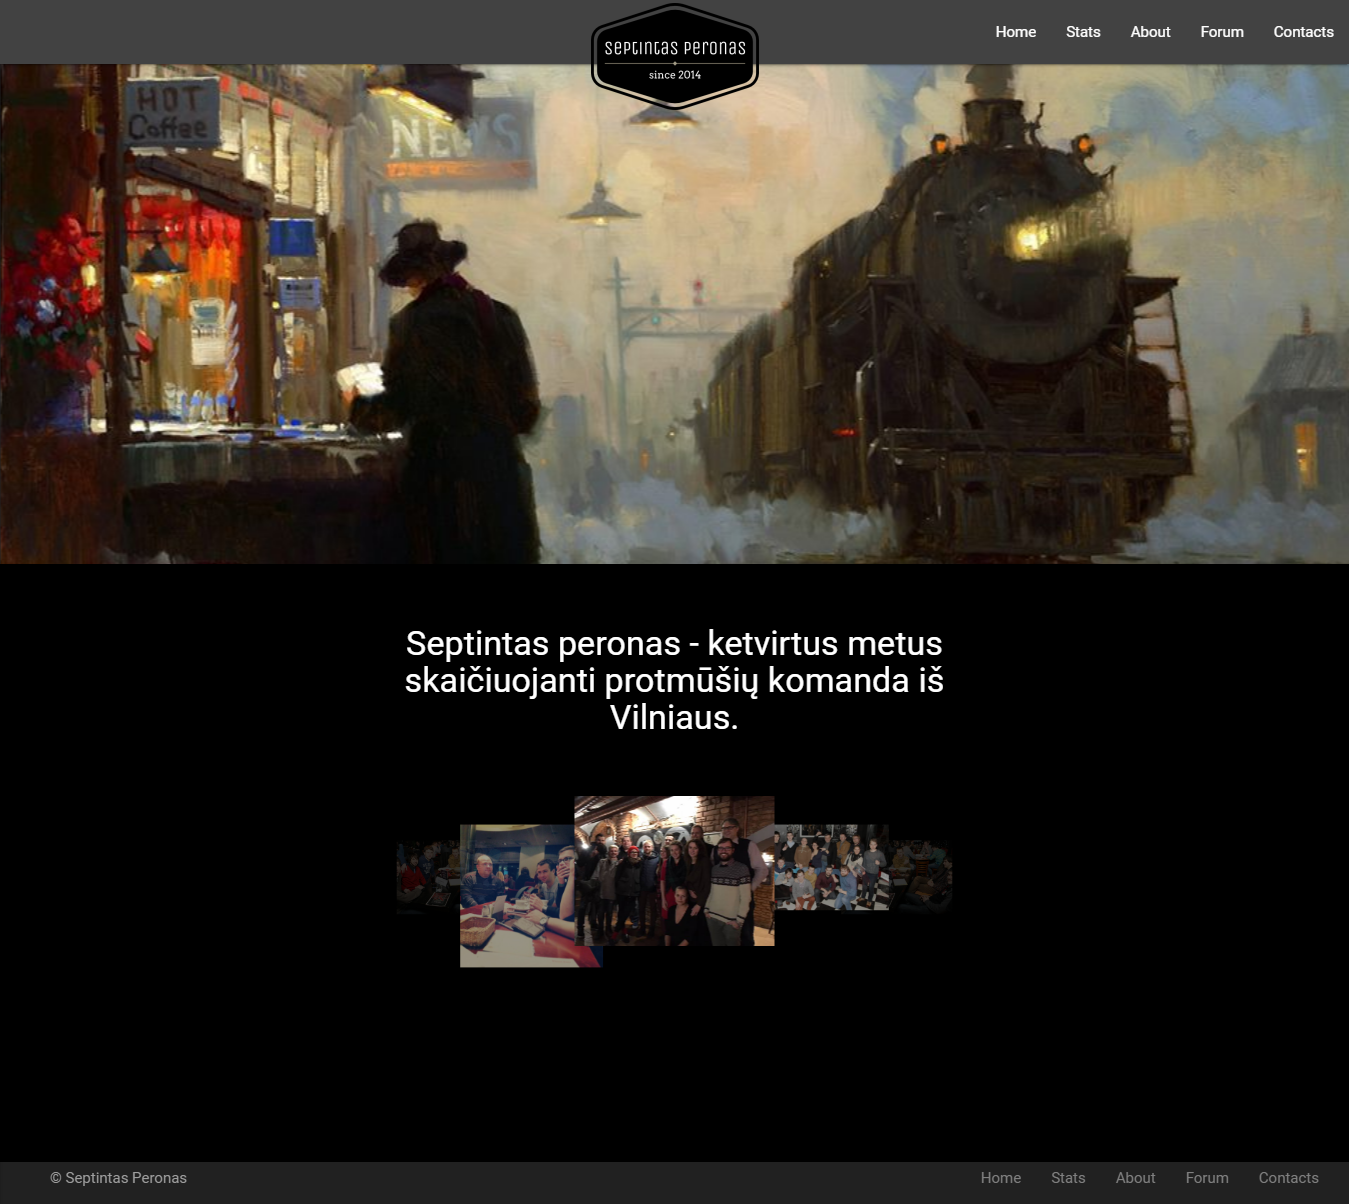 septintas peronas
since 2014
Home Stats About Forum Contacts
HOT
Coffee
NEWS
Septintas peronas - ketvirtus metus
skaičiuojanti protmūšių komanda iš
Vilniaus.
© Septintas Peronas
Home Stats About Forum Contacts